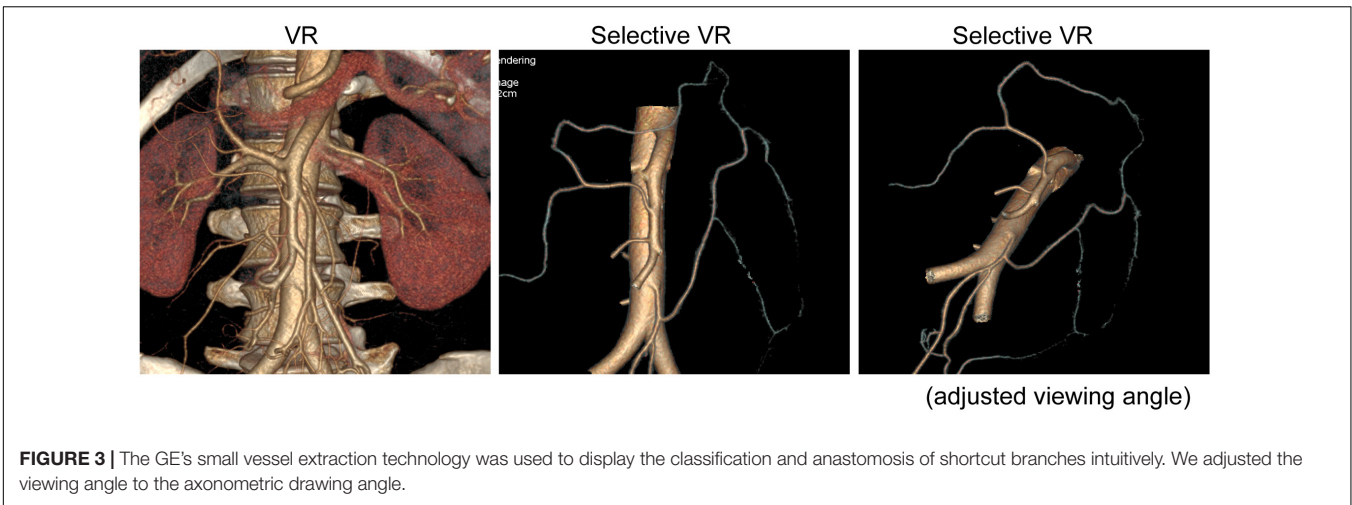 VR
Selective VR
Selective VR
endering
nage
2cm
(adjusted viewing angle)
FIGURE 3 | The GE's small vessel extraction technology was used to display the classification and anastomosis of shortcut branches intuitively. We adjusted the
viewing angle to the axonometric drawing angle.